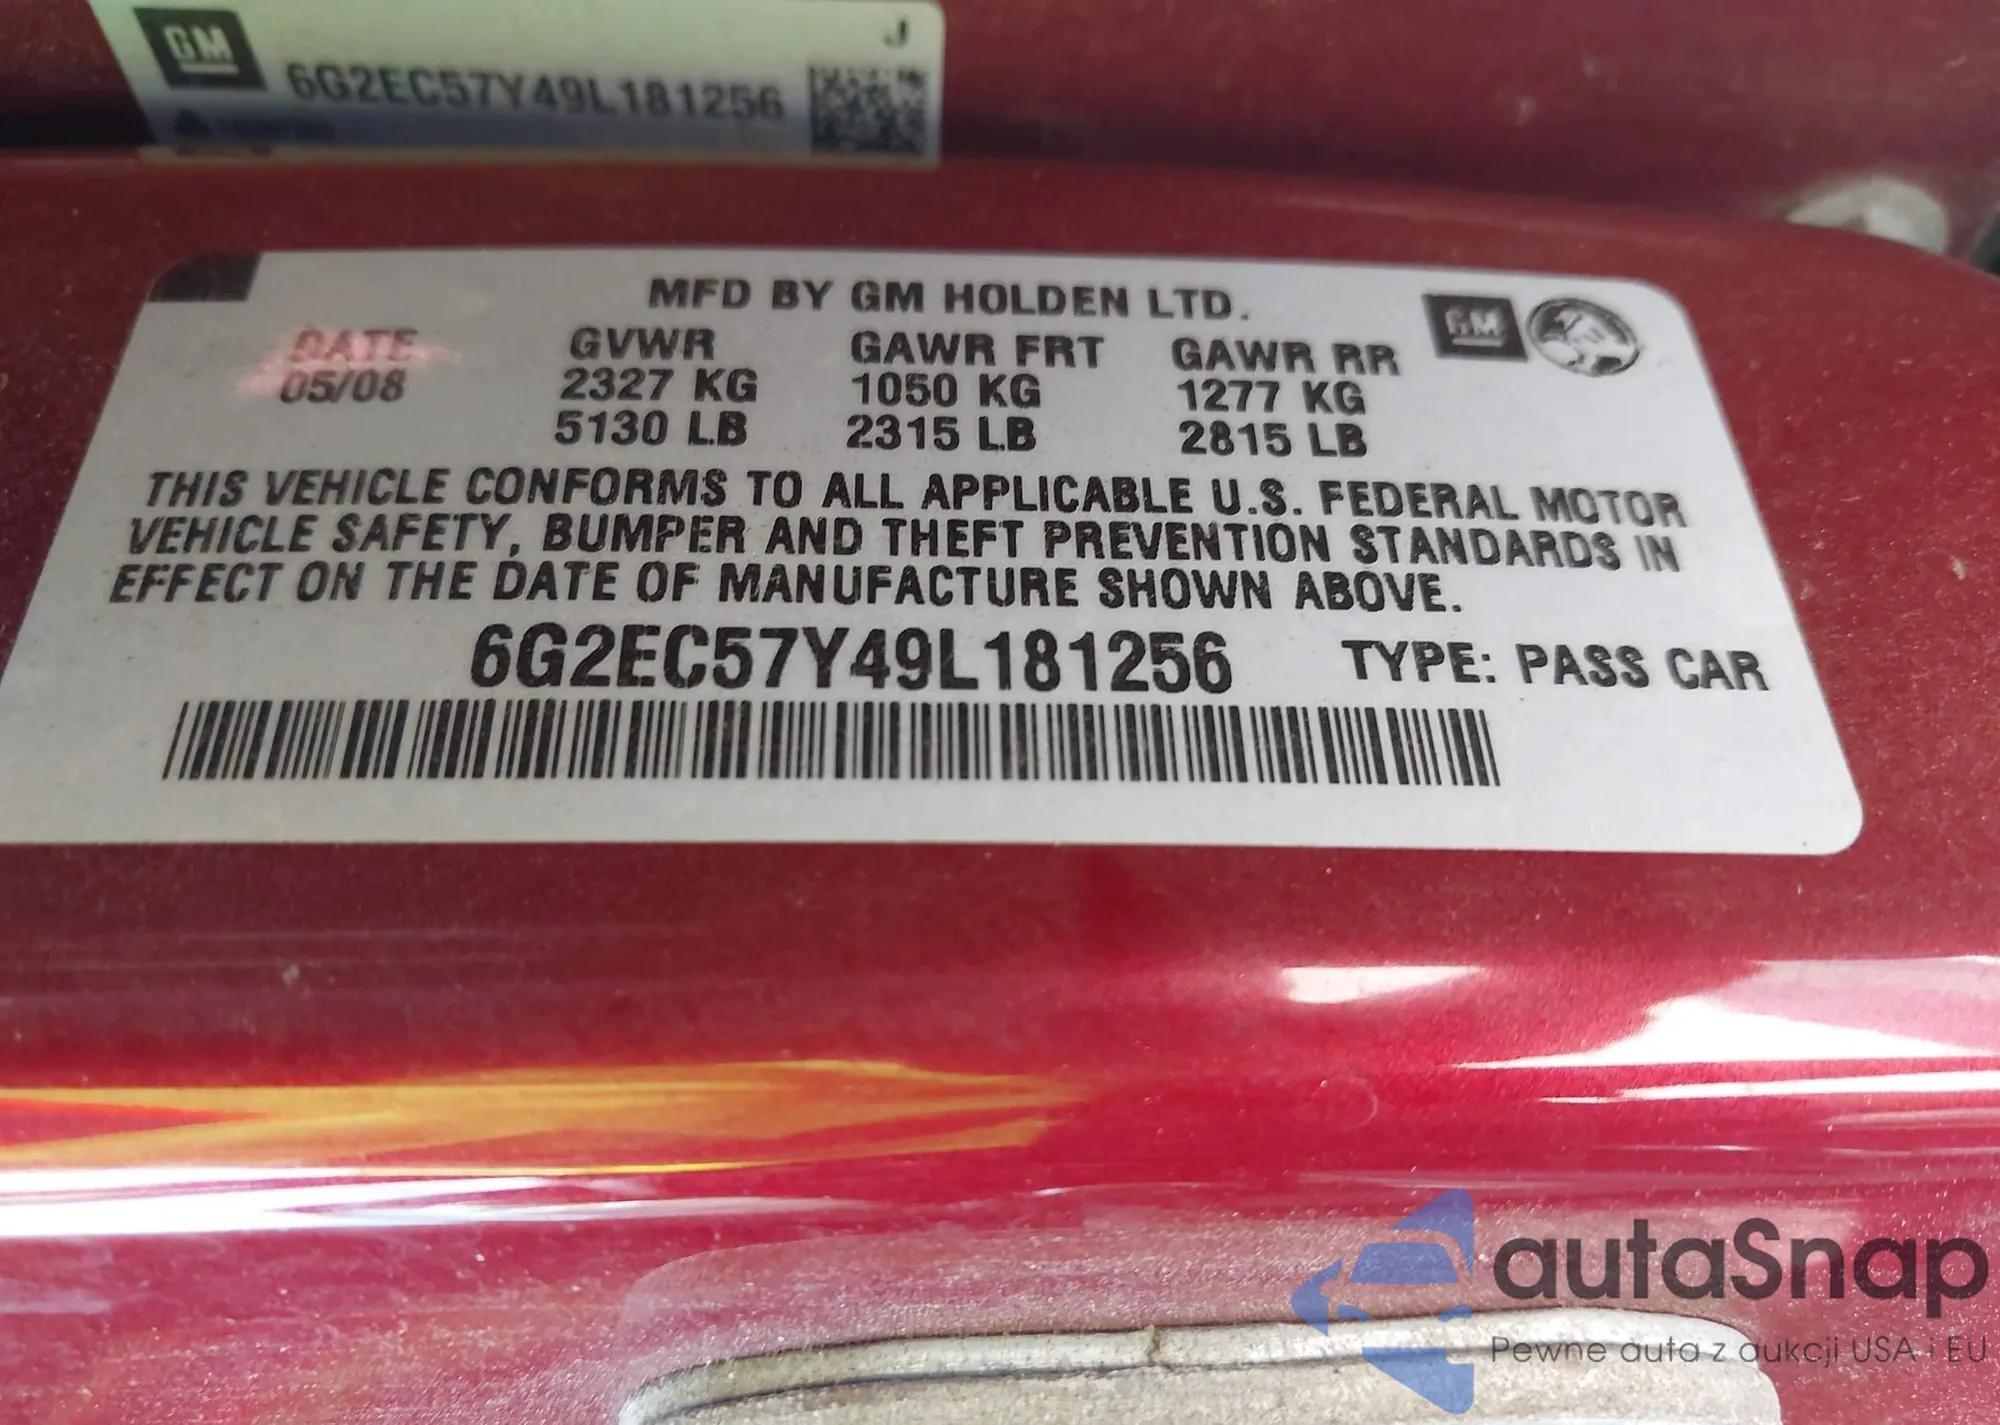 GM
J
6G2EC57Y49L181256
MFD BY GM HOLDEN LTD.
DATE GVWR GAWR FRT GAWR RR
05/08 2327 KG 1050 KG 1277 KG
5130 LB 2315 LB 2815 LB
GM
THIS VEHICLE CONFORMS TO ALL APPLICABLE U.S. FEDERAL MOTOR
VEHICLE SAFETY, BUMPER AND THEFT PREVENTION STANDARDS IN
EFFECT ON THE DATE OF MANUFACTURE SHOWN ABOVE.
6G2EC57Y49L181256 TYPE: PASS CAR
autaSnap
Pewne auta z aukcji USA i EU